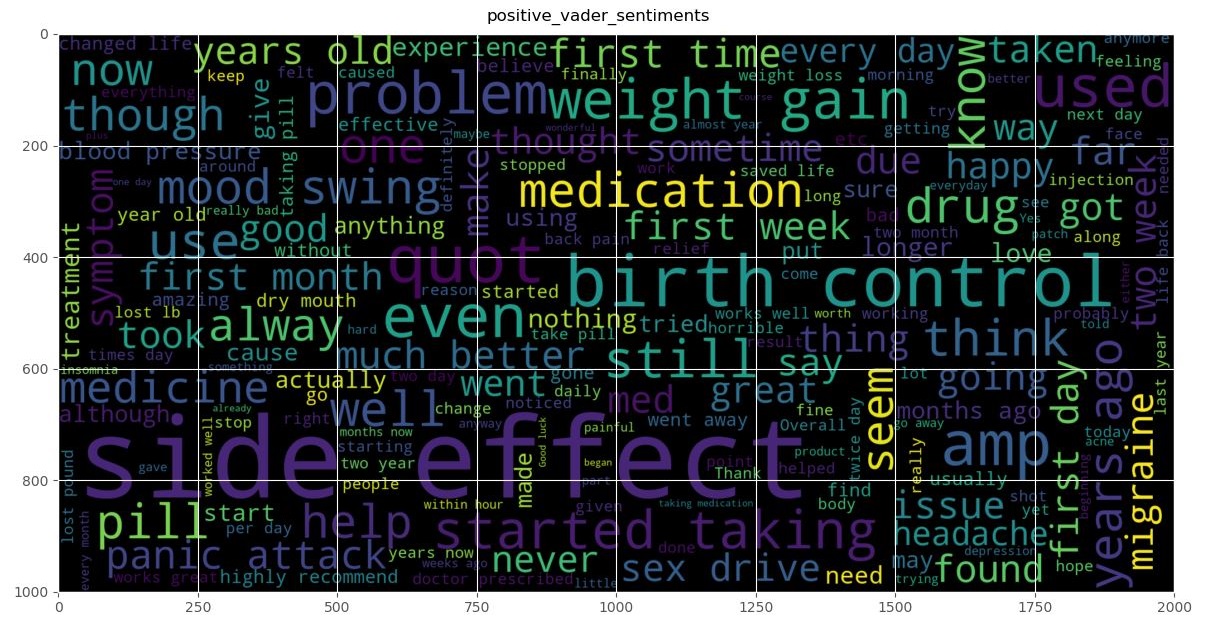 positive_vader_sentiments
0
changed life
years old
experience
first time
every day
know
taken
anymore
now
keep
felt
caused
believe
finally
weight loss
morning
better
feeling
everything
give
problem
weight gain
course
used
though
taking pill
effective
maybe
wonderful
almost year
try
getting
way
next day
face
plus
200
blood pressure
around
one
definitely
thought
sometime
etc
due
happy
far
needed
stopped
work
saved life
symptom
one day
mood swing
make
medication
long
sure
everyday
injection
two week
year old
really bad
good
anything
using
first week
bad
drug
see
Yes
got
use
without
back pain
relief
put
two month
longer
patch
along
love
life back
400
treatment
first month
quot
birth control
come
either
amazing
dry mouth
reason
started
lost lb
took
alway
hard
even
nothing
take pill
tried
works well
horrible
worth
working
probably
told
times day
cause
something
much better
still
say
result
thing
think
last year
600
insomnia
medicine
actually
go
two day
went
gone
daily
great
seem
lot
going
years ago
although
already
stop
right
well
change
noticed
med
went away
fine
Overall
twice day
months ago
go away
first day
migraine
side effect
worked well
months now
starting
anyway
Good luck
painful
product
really
amp
today
acne
gave
two year
people
made
began
part
point
Thank
helped
usually
beginning
800
lost pound
within hour
given
taking medication
find
body
issue
shot
yet
pill
start
per day
help
started taking
headache
every month
panic attack
years now
weeks ago
never
done
sex drive
may
depression
found
hope
works great
highly recommend
doctor prescribed
little
need
trying
1000
0 250 500 750 1000 1250 1500 1750 2000